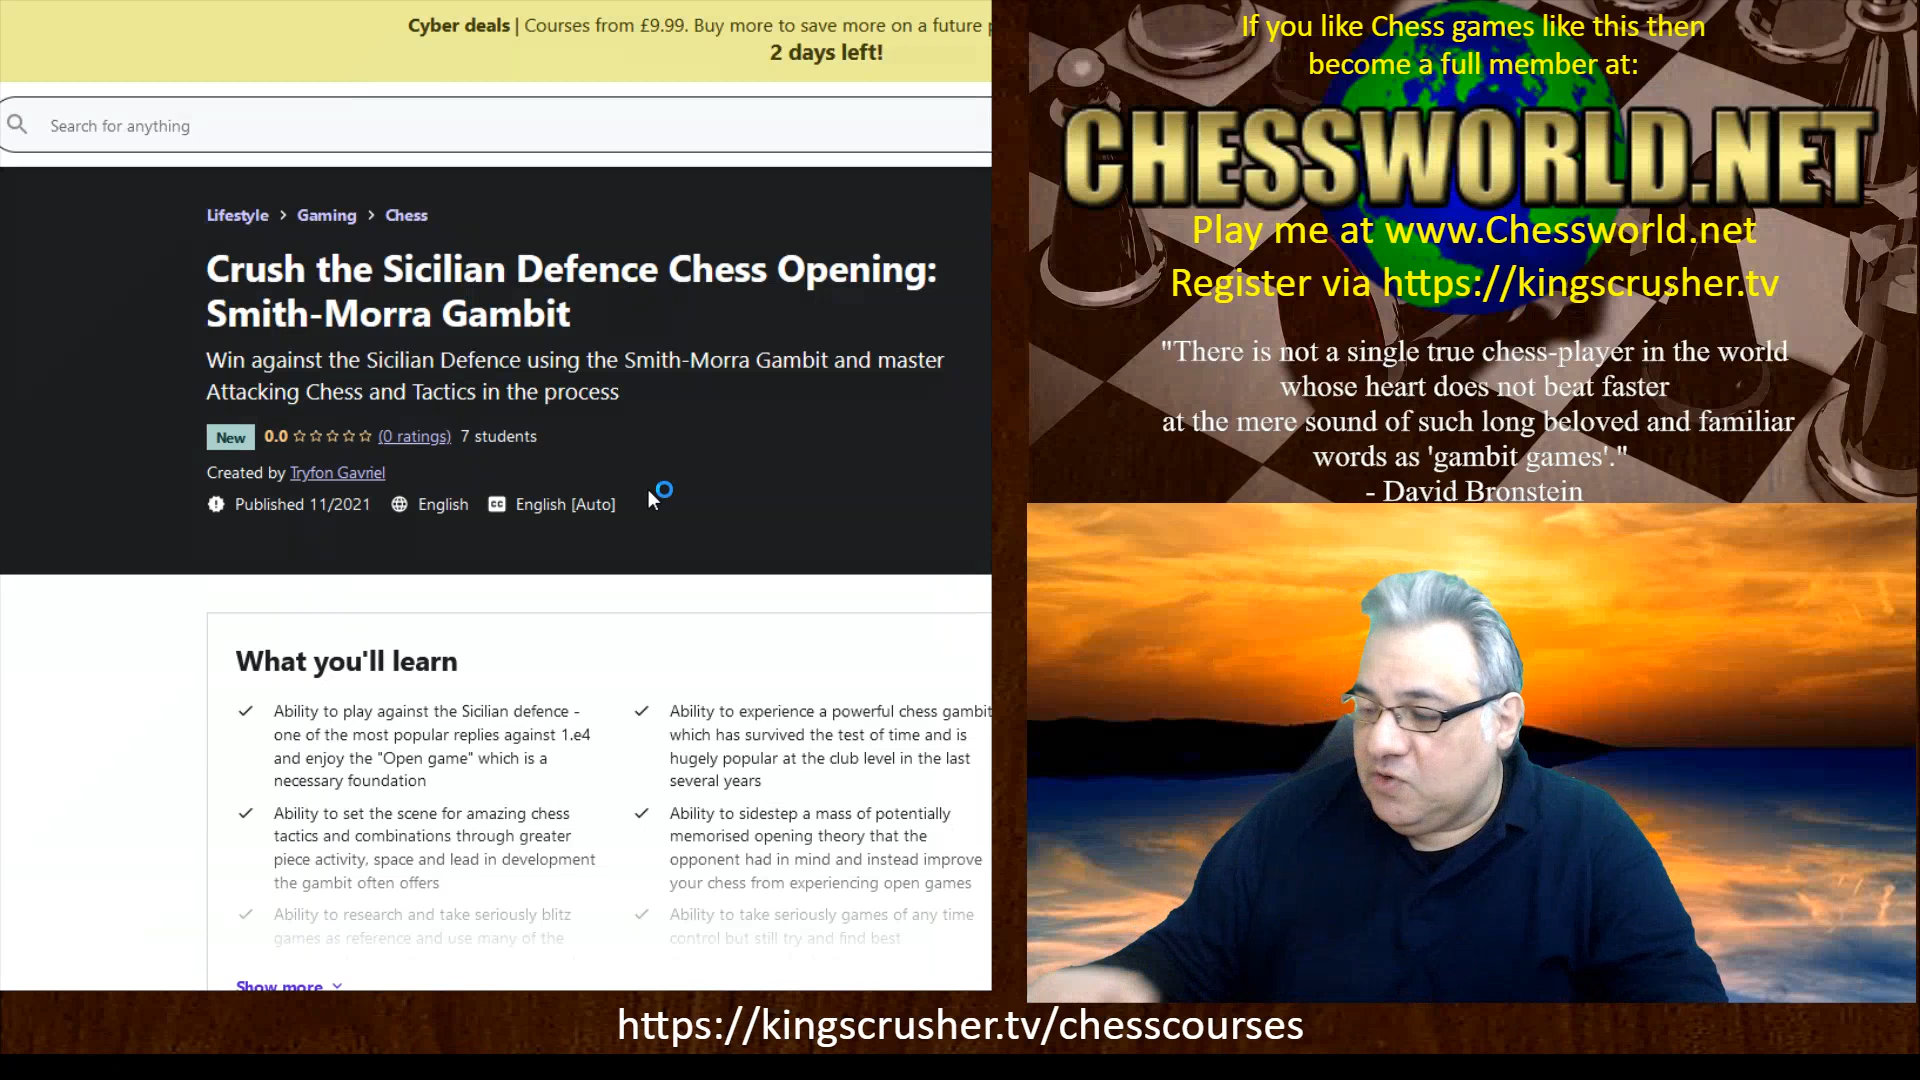 Cyber deals | Courses from £9.99. Buy more to save more on a future
2 days left!
Search for anything
Lifestyle > Gaming > Chess
Crush the Sicilian Defence Chess Opening:
Smith-Morra Gambit
Win against the Sicilian Defence using the Smith-Morra Gambit and master
Attacking Chess and Tactics in the process
New 0.0 (0 ratings) 7 students
Created by Tryfon Gavriel
Published 11/2021 English CC English [Auto]
What you'll learn
Ability to play against the Sicilian defence -
one of the most popular replies against 1.e4
and enjoy the "Open game" which is a
necessary foundation
Ability to experience a powerful chess gambit
which has survived the test of time and is
hugely popular at the club level in the last
several years
Ability to set the scene for amazing chess
tactics and combinations through greater
piece activity, space and lead in development
the gambit often offers
Ability to sidestep a mass of potentially
memorised opening theory that the
opponent had in mind and instead improve
your chess from experiencing open games
Ability to research and take seriously blitz
games as reference and use many of the
Ability to take seriously games of any time
control but still try and find best
Show more
If you like Chess games like this then
become a full member at:
CHESSWORLD.NET
Play me at www.Chessworld.net
Register via https://kingscrusher.tv
"There is not a single true chess-player in the world
whose heart does not beat faster
at the mere sound of such long beloved and familiar
words as 'gambit games'."
- David Bronstein
https://kingscrusher.tv/chesscourses